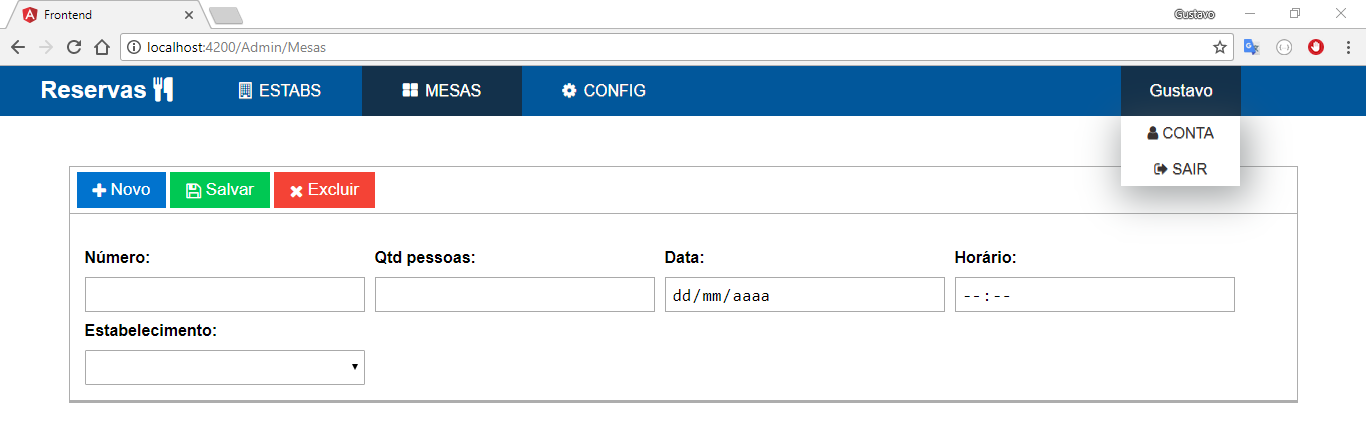 Frontend
Gustavo
localhost:4200/Admin/Mesas
Reservas ESTABS MESAS CONFIG Gustavo
CONTA
SAIR
Novo Salvar Excluir
Número: Qtd pessoas: Data: Horário:
dd/mm/aaaa --:--
Estabelecimento: